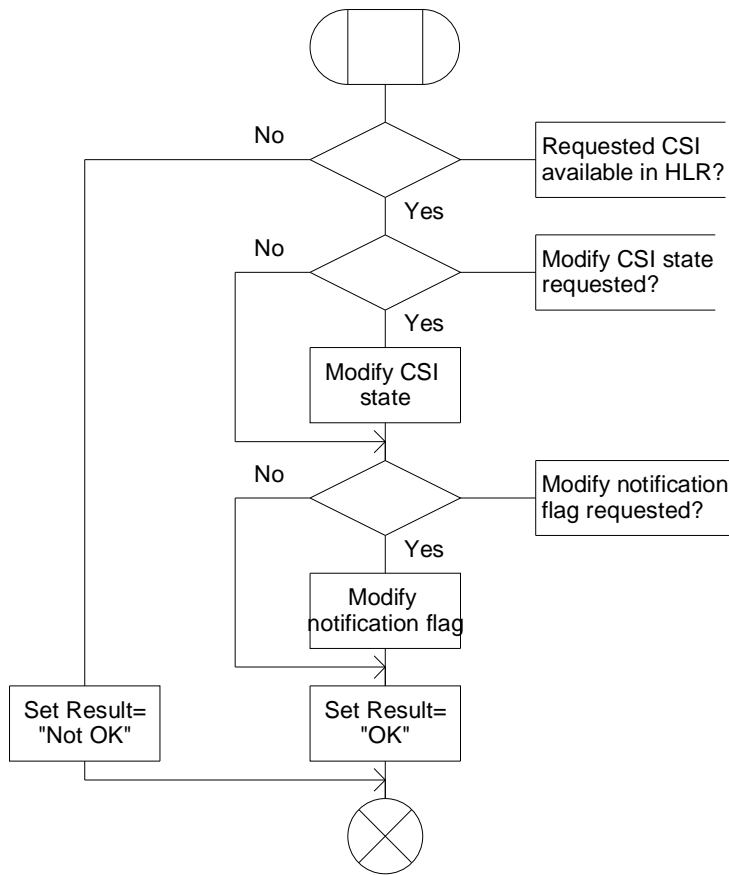 No
Requested CSI
available in HLR?
Yes
No
Modify CSI state
requested?
Yes
Modify CSI
state
No
Modify notification
flag requested?
Yes
Modify
notification flag
Set Result=
"Not OK"
Set Result=
"OK"